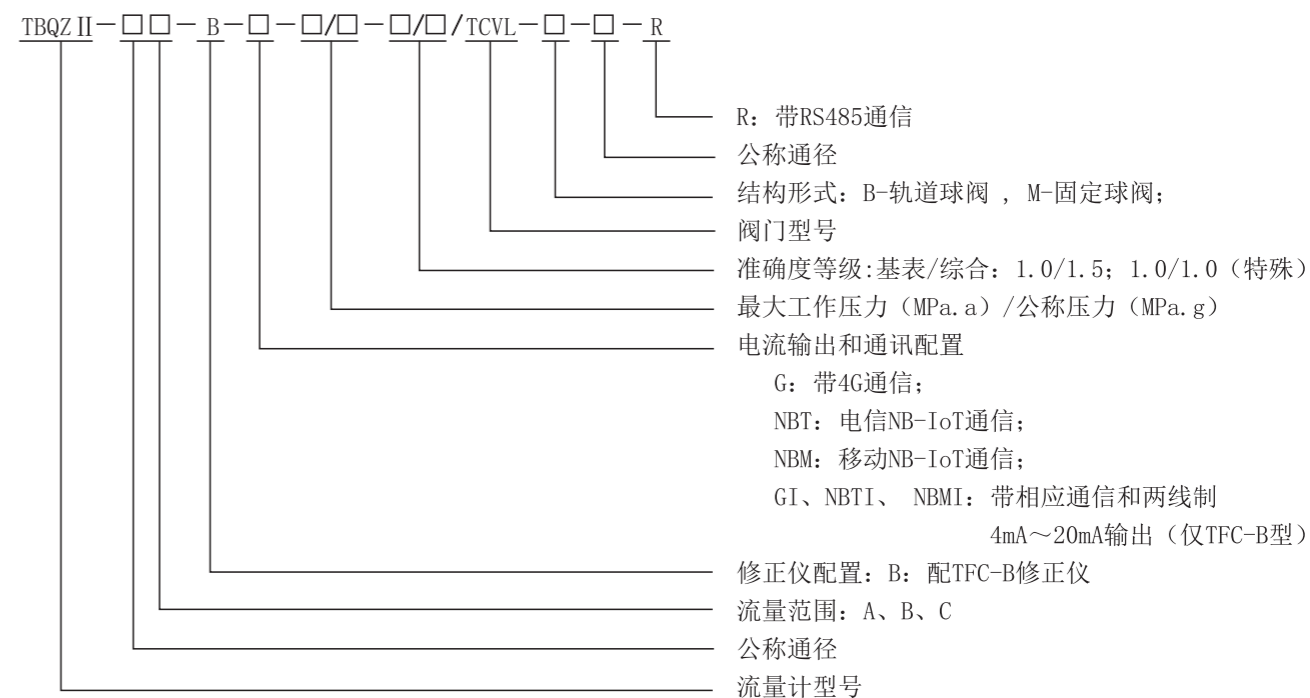 TBQZⅡ-□□-B-□-□/□-□/□/TCVL-□-□-R
R：带RS485通信
公称通径
结构形式：B-轨道球阀 , M-固定球阀;
阀门型号
准确度等级:基表/综合：1.0/1.5；1.0/1.0（特殊）
最大工作压力（MPa.a）/公称压力（MPa.g）
电流输出和通讯配置
G：带4G通信；
NBT：电信NB-IoT通信；
NBM：移动NB-IoT通信；
GI、NBTI、 NBMI：带相应通信和两线制
4mA～20mA输出（仅TFC-B型）
修正仪配置：B：配TFC-B修正仪
流量范围：A、B、C
公称通径
流量计型号